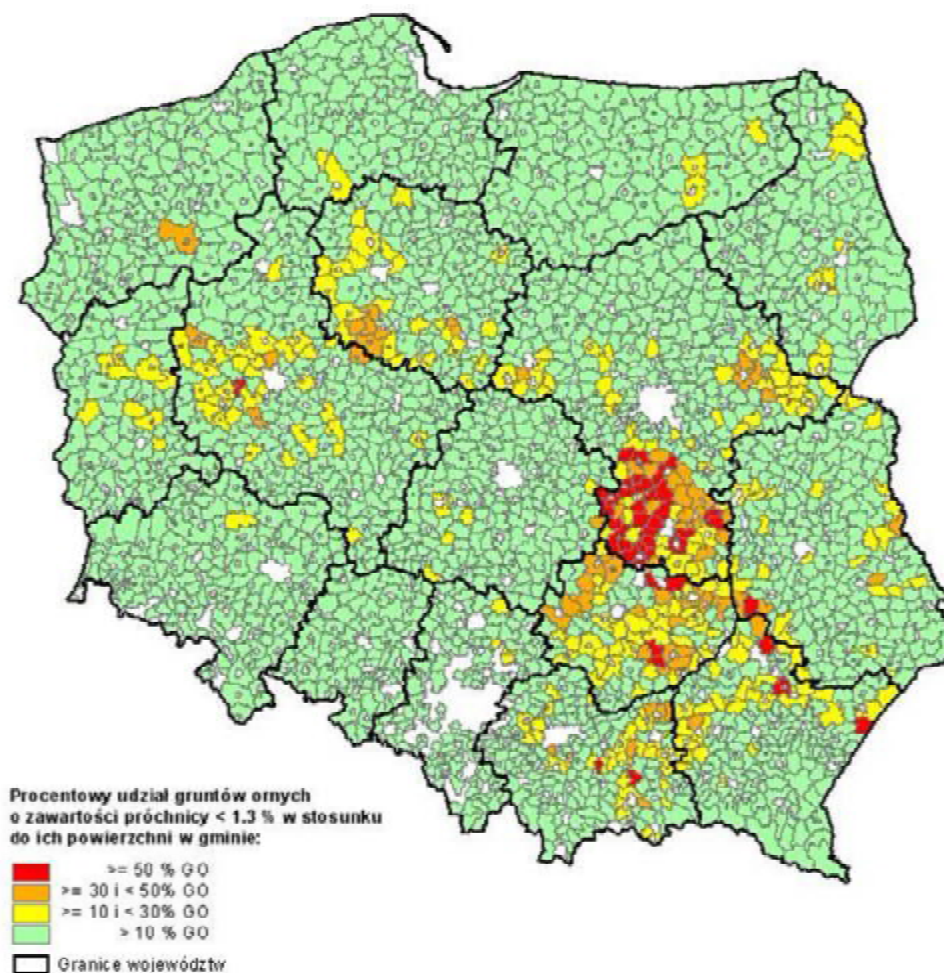 Procentowy udział gruntów ornych
o zawartości próchnicy < 1.3 % w stosunku
do ich powierzchni w gminie:
>= 50 % GO
>= 30 i < 50% GO
>= 10 i < 30% GO
> 10 % GO
Granice województw